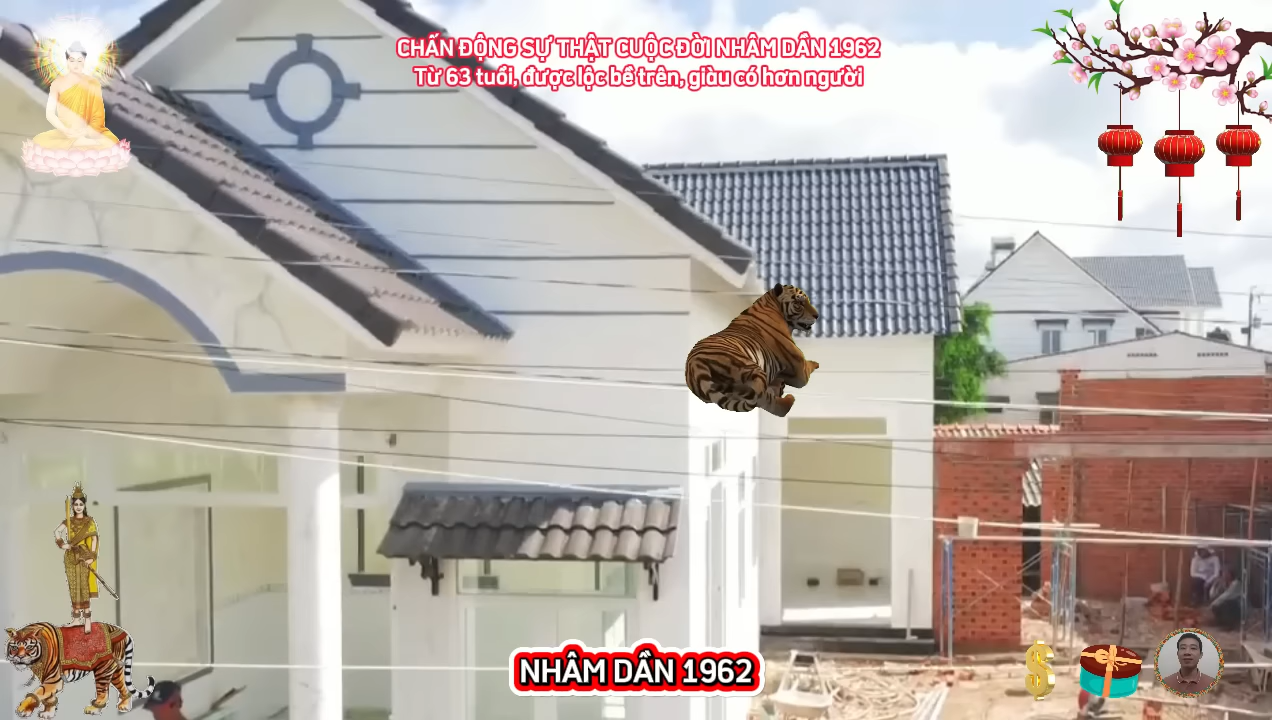 CHẤN ĐỘNG SỰ THẬT CUỘC ĐỜI NHÂM DẦN 1962
Từ 63 tuổi, được lộc bề trên, giàu có hơn người
NHÂM DẦN 1962